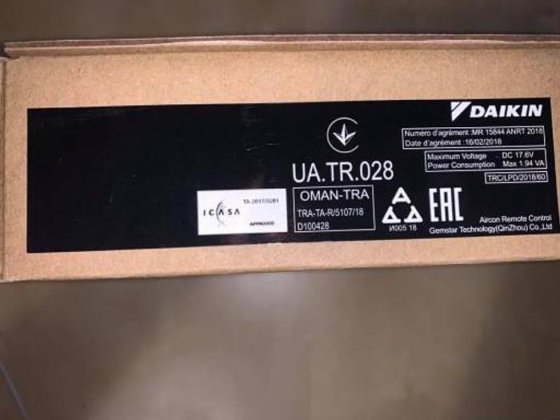 DAIKIN
Numéro d'agrément :MR 15844 ANRT 2018
Date d'agrément :16/02/2018
Maximum Voltage DC 17.6V
Power Consumption Max 1.94 VA
TRC/LPD/2018/60
UA.TR.028
OMAN-TRA
TRA-TA-R/5107/18
D100428
ICASA
APPROVED
И005 18
EAC
Aircon Remote Control
Gemstar Technology(QinZhou) Co.,Ltd